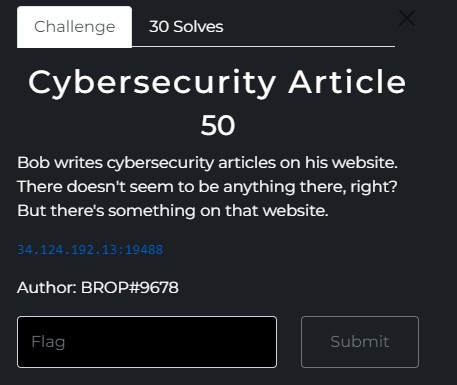 Challenge
30 Solves
Cybersecurity Article
50
Bob writes cybersecurity articles on his website.
There doesn't seem to be anything there, right?
But there's something on that website.
34.124.192.13:19488
Author: BROP#9678
Flag
Submit